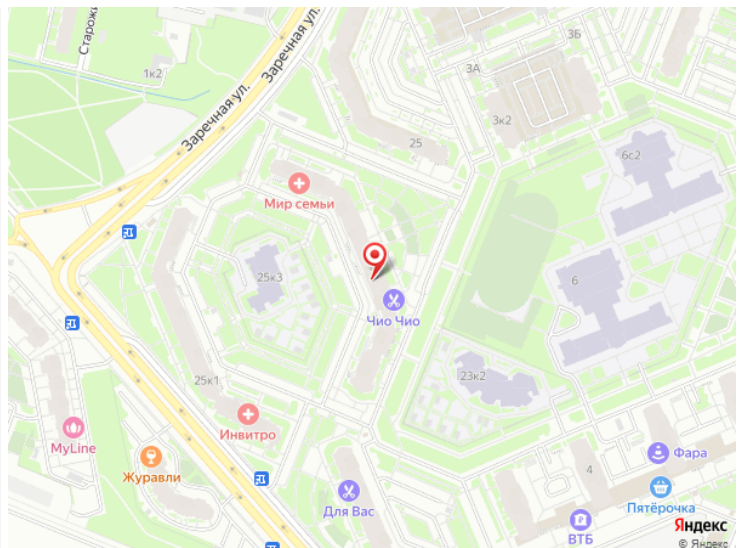 Старожи
1к2
Заречная ул.
Заречная ул.
3Б
3А
3к2
25
6с2
Мир семьи
25к3
6
Чио Чио
23к2
25к1
Инвитро
MyLine
Журавли
Для Вас
4
Фара
Пятёрочка
ВТБ
Яндекс
© Яндекс